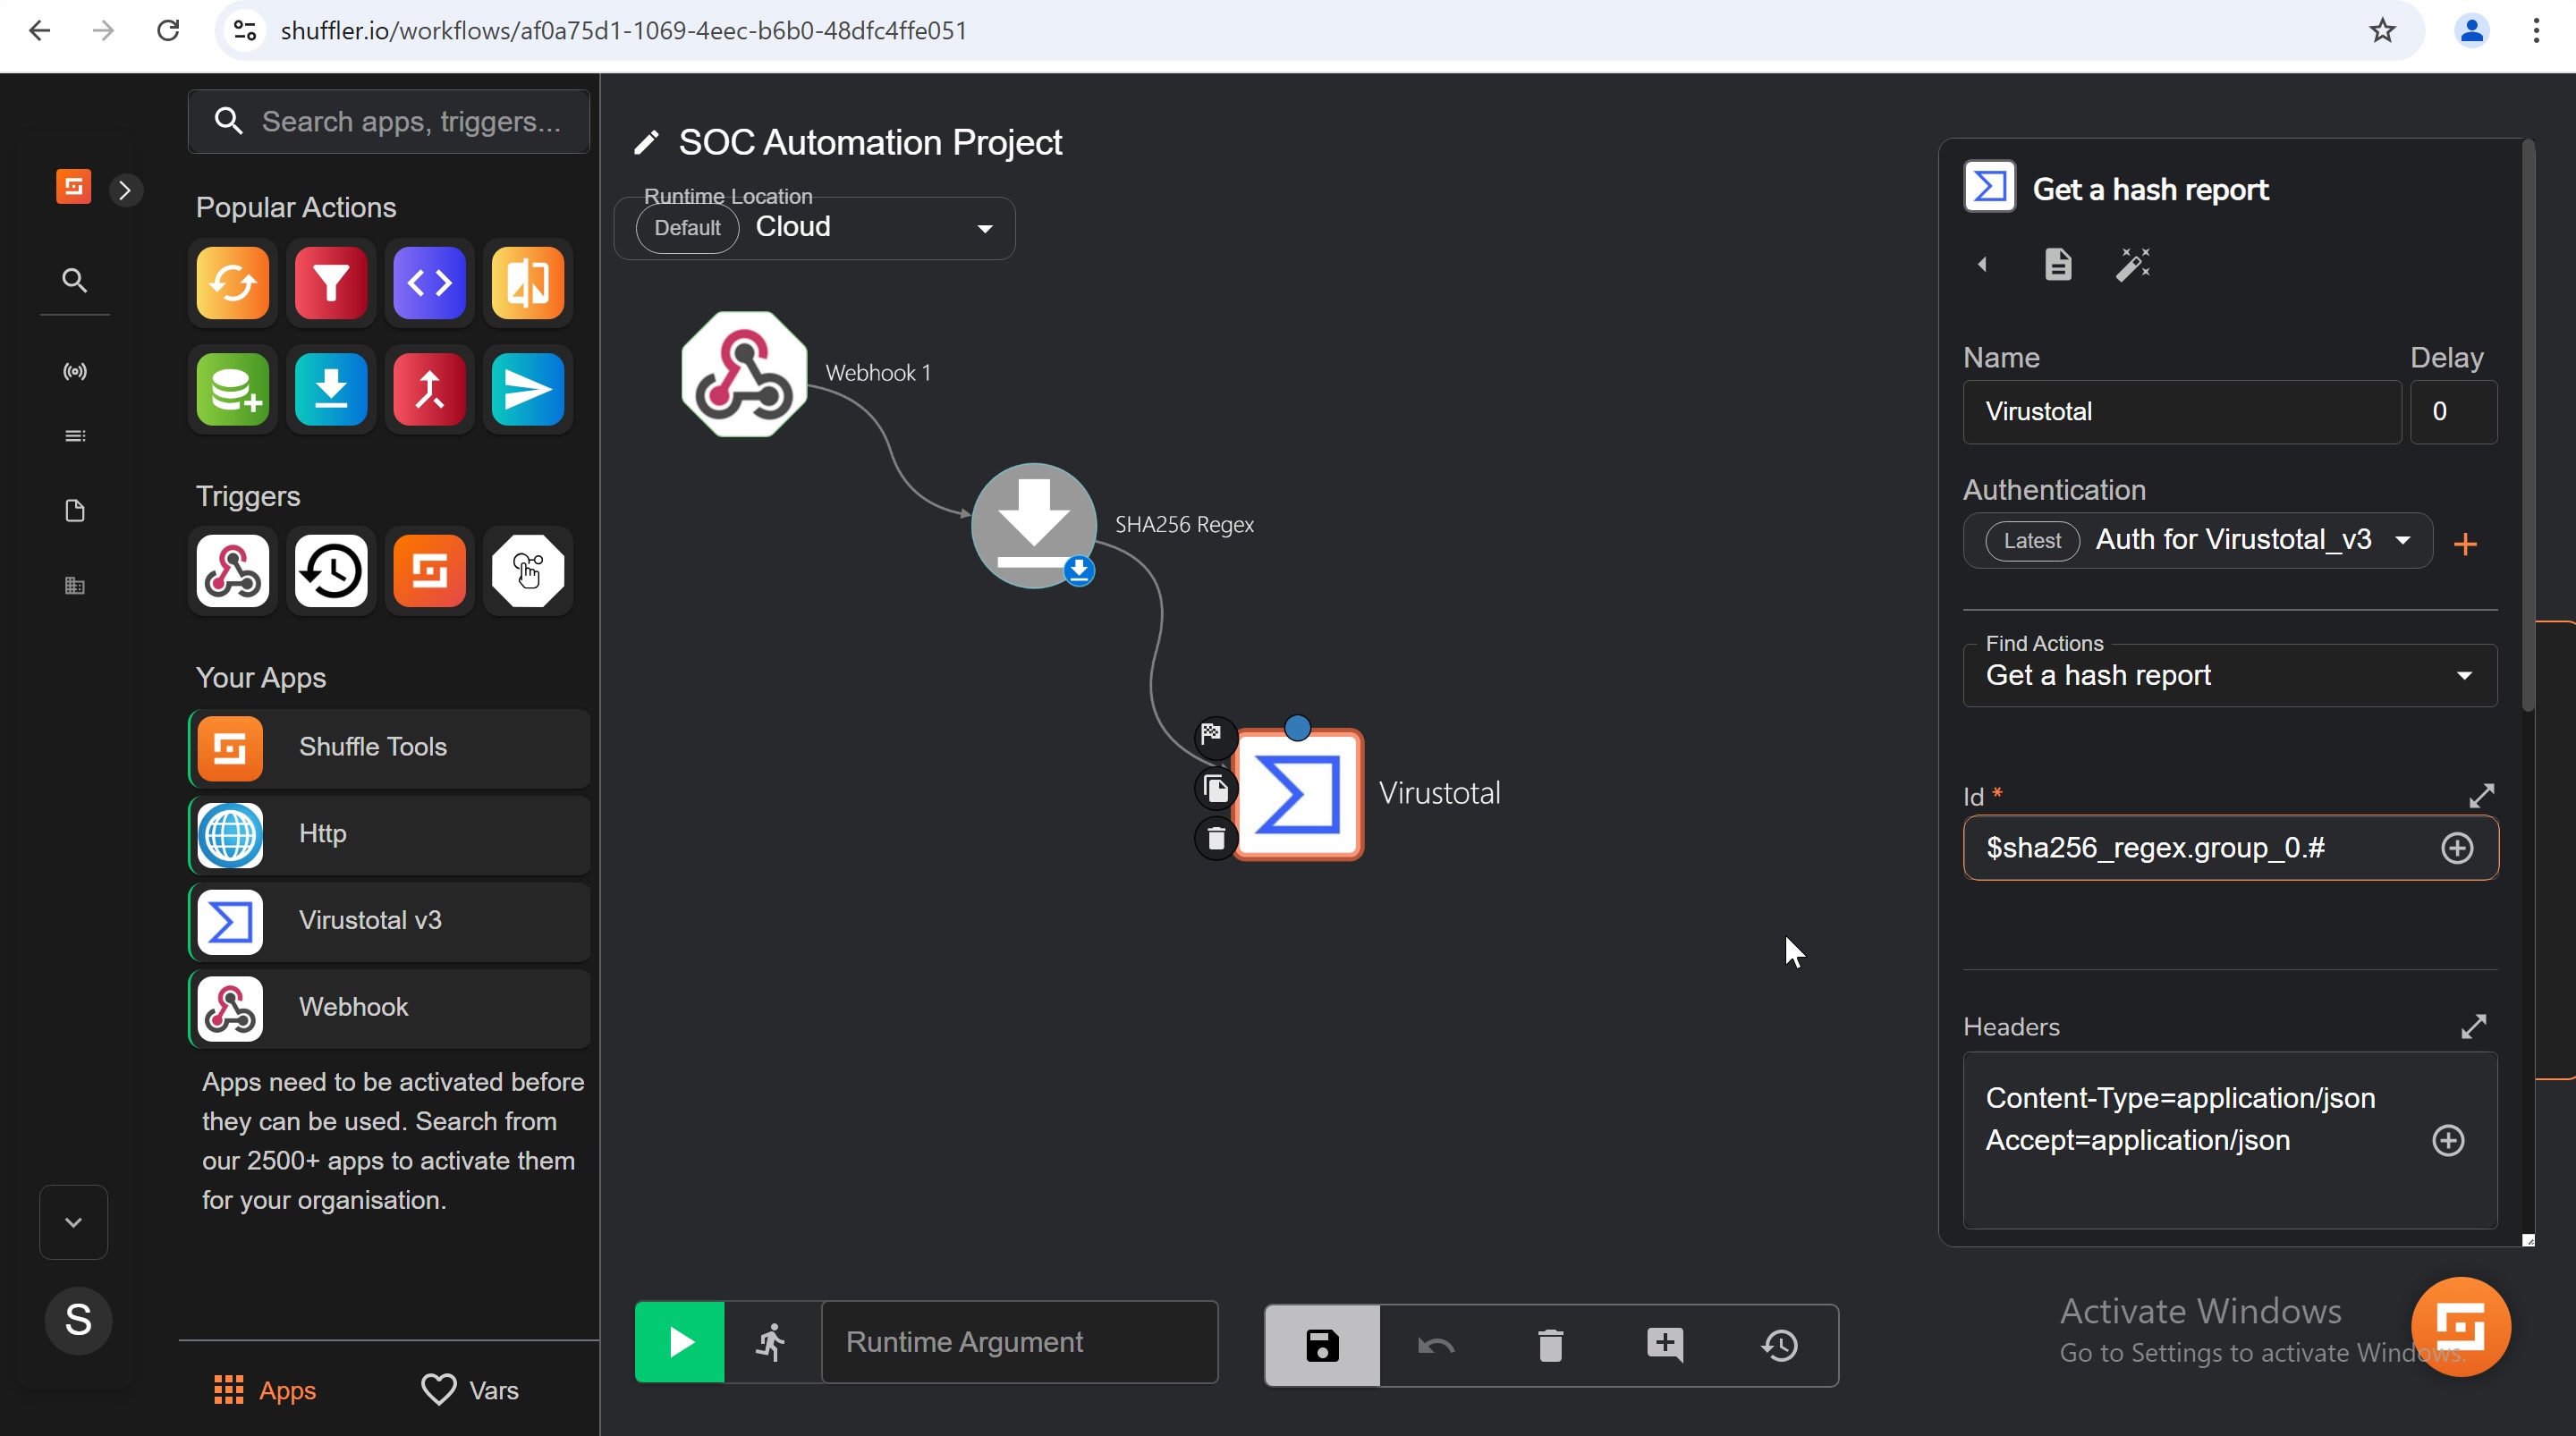 shuffler.io/workflows/af0a75d1-1069-4eec-b6b0-48dfc4ffe051
Search apps, triggers...
Popular Actions
Triggers
Your Apps
Shuffle Tools
Http
Virustotal v3
Webhook
Apps need to be activated before
they can be used. Search from
our 2500+ apps to activate them
for your organisation.
S
Apps
Vars
SOC Automation Project
Runtime Location
Default Cloud
Webhook 1
SHA256 Regex
Virustotal
Runtime Argument
Get a hash report
Name
Delay
Virustotal
0
Authentication
Latest Auth for Virustotal_v3
Find Actions
Get a hash report
Id *
$sha256_regex.group_0.#
Headers
Content-Type=application/json
Accept=application/json
Activate Windows
Go to Settings to activate Windows.